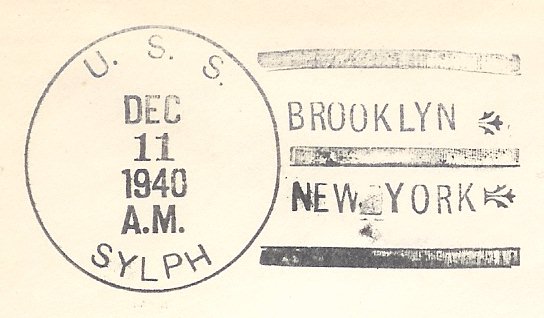 U. S. S.
DEC
11
1940
A.M.
SYLPH
BROOKLYN
NEW YORK